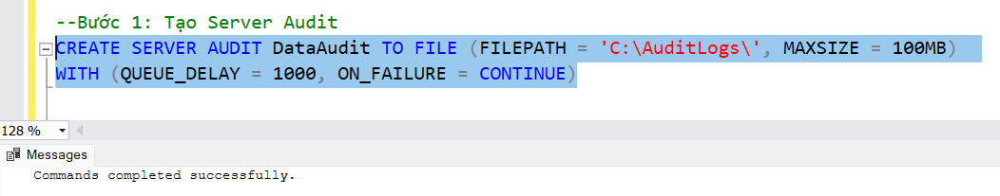 --Bước 1: Tạo Server Audit
CREATE SERVER AUDIT DataAudit TO FILE (FILEPATH = 'C:\AuditLogs\', MAXSIZE = 100MB)
WITH (QUEUE_DELAY = 1000, ON_FAILURE = CONTINUE)
128 %
Messages
Commands completed successfully.